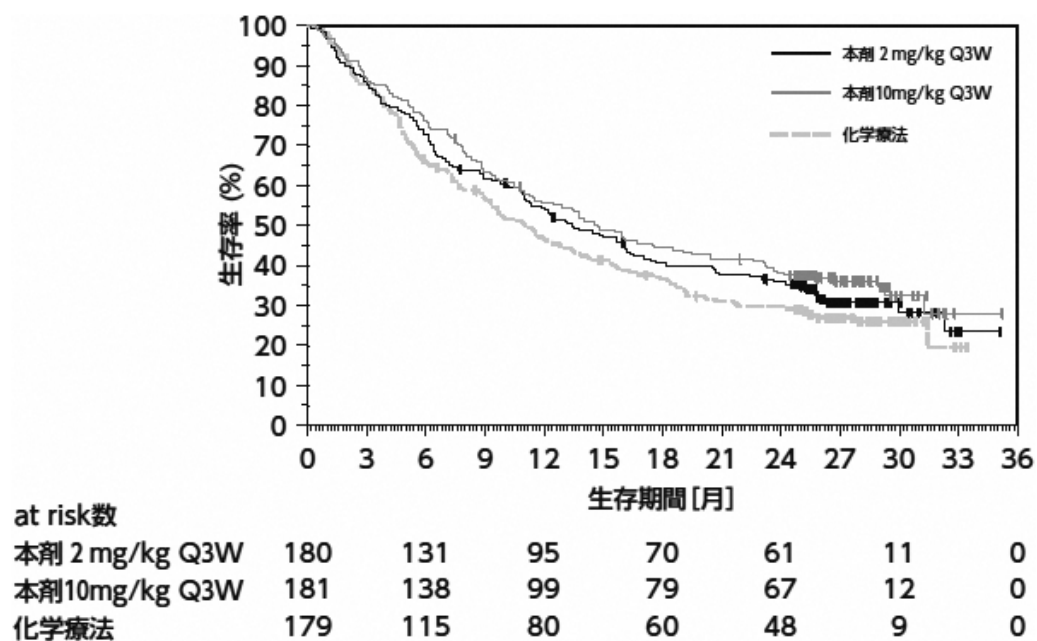 100
90
80
70
60
50
40
30
20
10
0
生存率 (%)
本剤 2 mg/kg Q3W
本剤10mg/kg Q3W
化学療法
0 3 6 9 12 15 18 21 24 27 30 33 36
生存期間 [月]
at risk数
本剤 2 mg/kg Q3W 180 131 95 70 61 11 0
本剤10mg/kg Q3W 181 138 99 79 67 12 0
化学療法 179 115 80 60 48 9 0